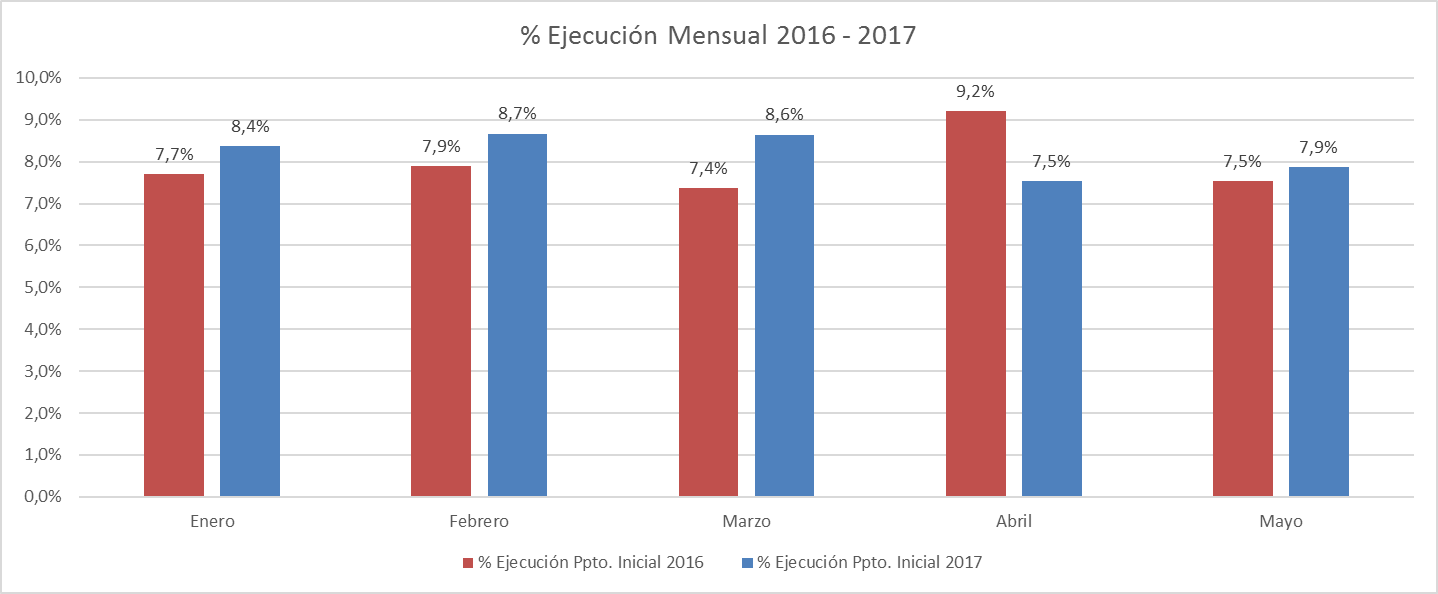 % Ejecución Mensual 2016 - 2017
10,0%
9,0%
8,0%
7,0%
6,0%
5,0%
4,0%
3,0%
2,0%
1,0%
0,0%
7,7%
8,4%
7,9%
8,7%
7,4%
8,6%
9,2%
7,5%
7,5%
7,9%
Enero
Febrero
Marzo
Abril
Mayo
% Ejecución Ppto. Inicial 2016
% Ejecución Ppto. Inicial 2017